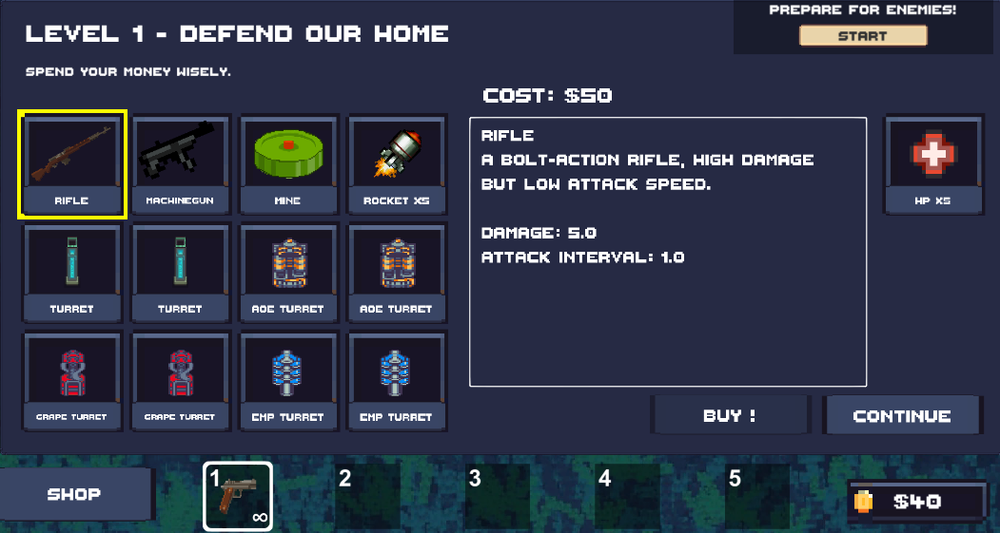 PREPARE FOR ENEMIES!
START
LEVEL 1 - DEFEND OUR HOME
SPEND YOUR MONEY WISELY.
COST: $50
RIFLE
MACHINEGUN
MINE
ROCKET X5
TURRET
TURRET
AOE TURRET
AOE TURRET
GRAPE TURRET
GRAPE TURRET
EMP TURRET
EMP TURRET
RIFLE
A BOLT-ACTION RIFLE, HIGH DAMAGE
BUT LOW ATTACK SPEED.
DAMAGE: 5.0
ATTACK INTERVAL: 1.0
HP X5
BUY !
CONTINUE
SHOP
1
∞
2
3
4
5
$40